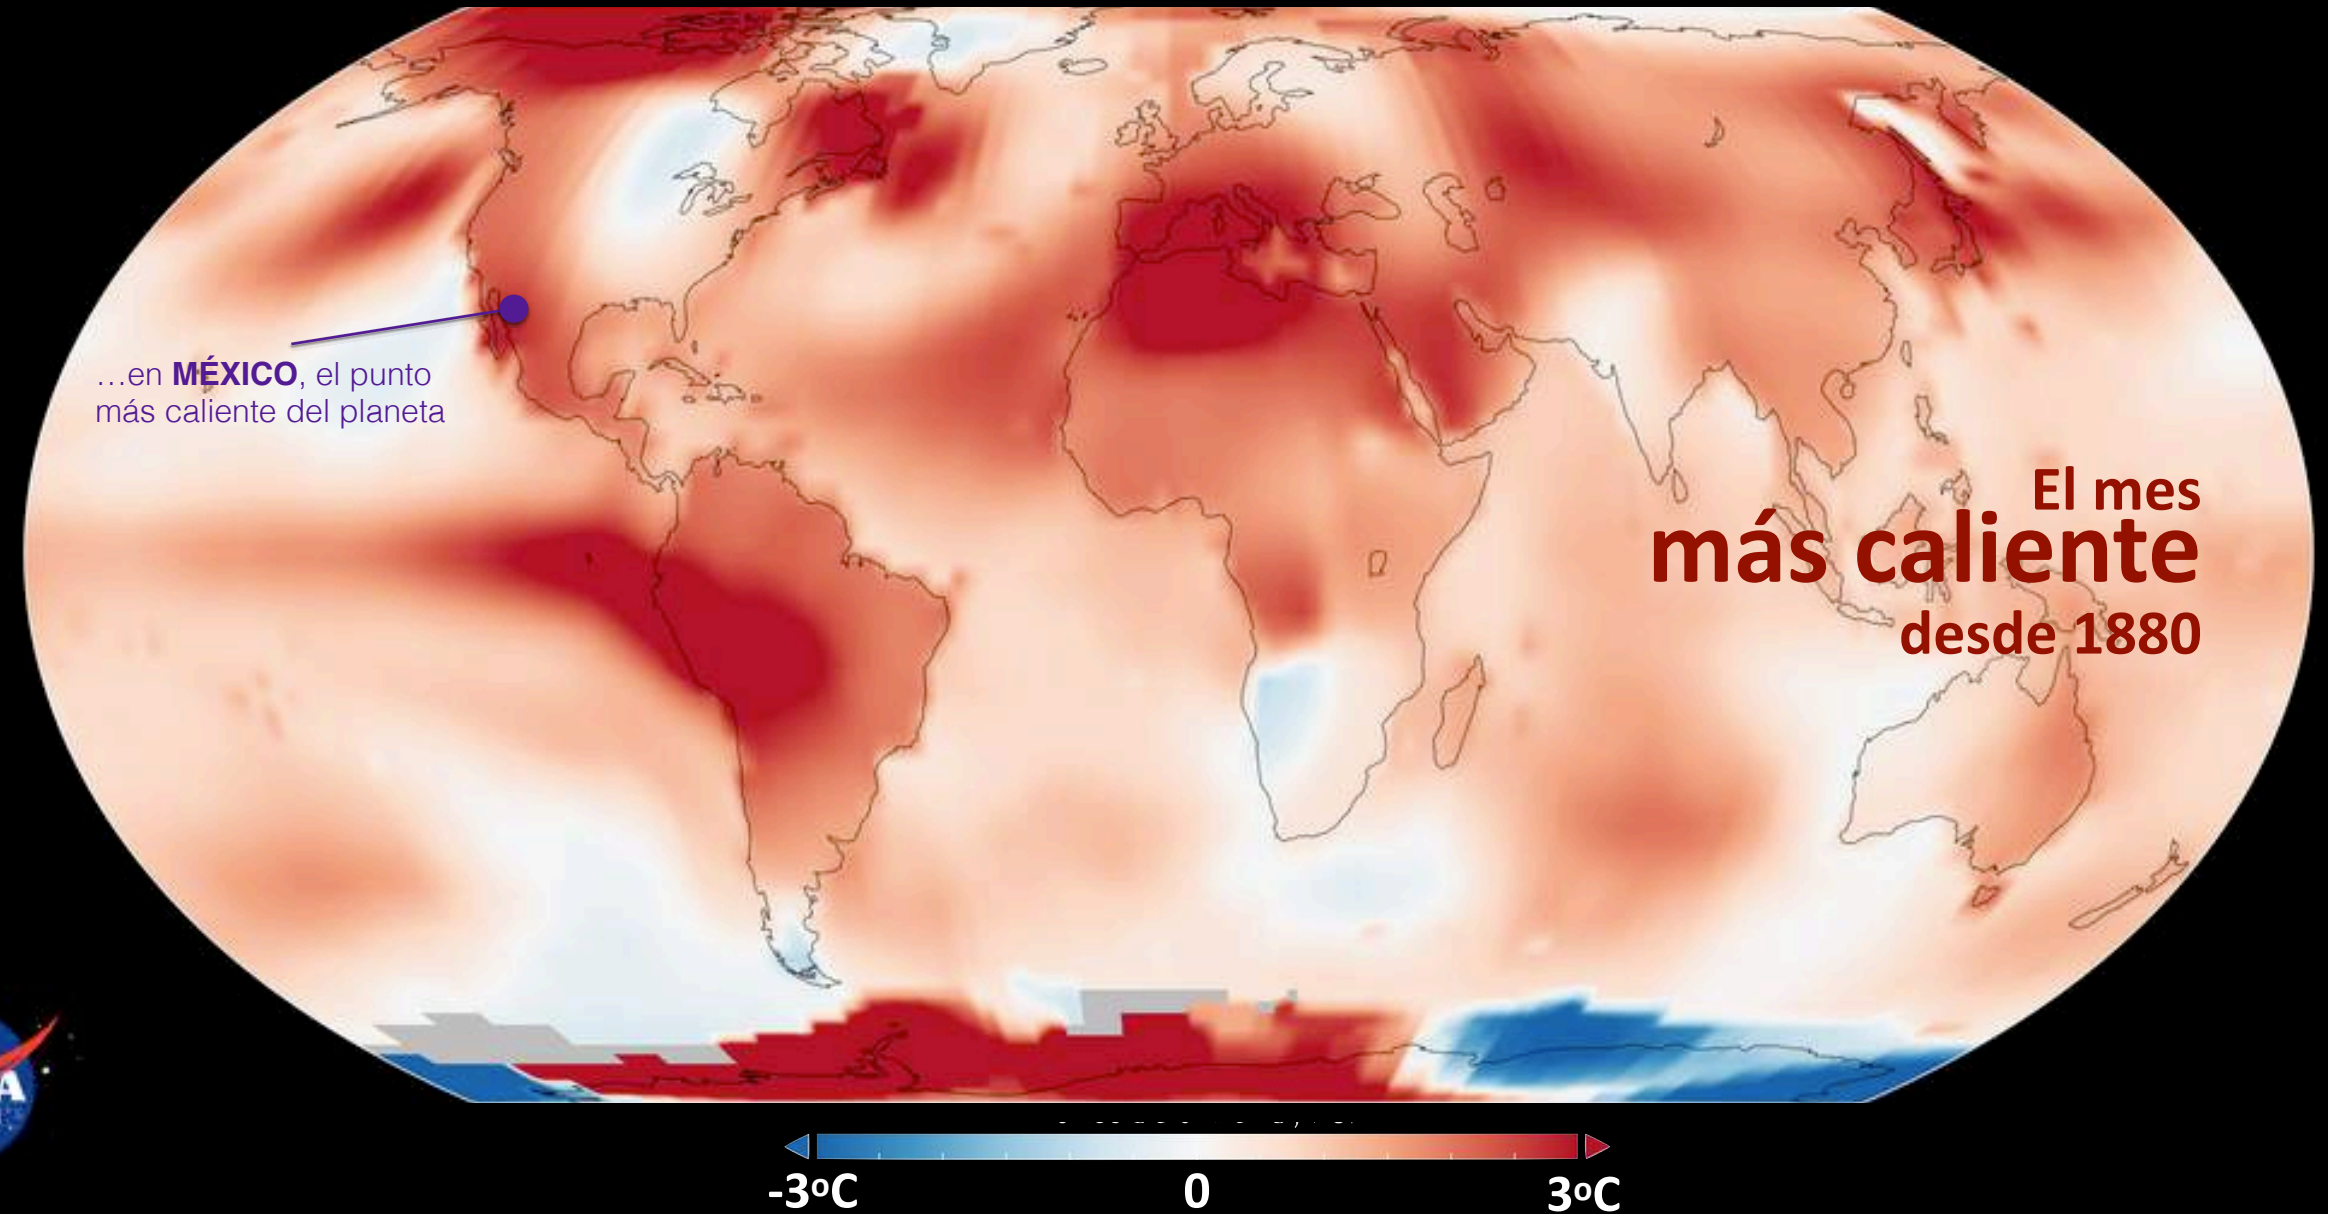 …en MÉXICO, el punto
más caliente del planeta
El mes
más caliente
desde 1880
-3ºC
0
3ºC